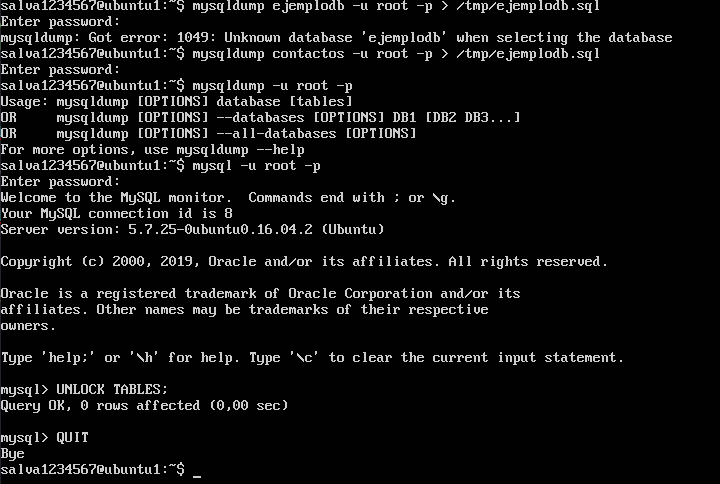 salva1234567@ubuntu1:~$ mysqldump ejemplodb -u root -p > /tmp/ejemplodb.sql
Enter password:
mysqldump: Got error: 1049: Unknown database 'ejemplodb' when selecting the database
salva1234567@ubuntu1:~$ mysqldump contactos -u root -p > /tmp/ejemplodb.sql
Enter password:
salva1234567@ubuntu1:~$ mysqldump -u root -p
Usage: mysqldump [OPTIONS] database [tables]
OR     mysqldump [OPTIONS] --databases [OPTIONS] DB1 [DB2 DB3...]
OR     mysqldump [OPTIONS] --all-databases [OPTIONS]
For more options, use mysqldump --help
salva1234567@ubuntu1:~$ mysql -u root -p
Enter password:
Welcome to the MySQL monitor.  Commands end with ; or \g.
Your MySQL connection id is 8
Server version: 5.7.25-0ubuntu0.16.04.2 (Ubuntu)
Copyright (c) 2000, 2019, Oracle and/or its affiliates. All rights reserved.
Oracle is a registered trademark of Oracle Corporation and/or its
affiliates. Other names may be trademarks of their respective
owners.
Type 'help;' or '\h' for help. Type '\c' to clear the current input statement.
mysql> UNLOCK TABLES;
Query OK, 0 rows affected (0,00 sec)
mysql> QUIT
Bye
salva1234567@ubuntu1:~$ _